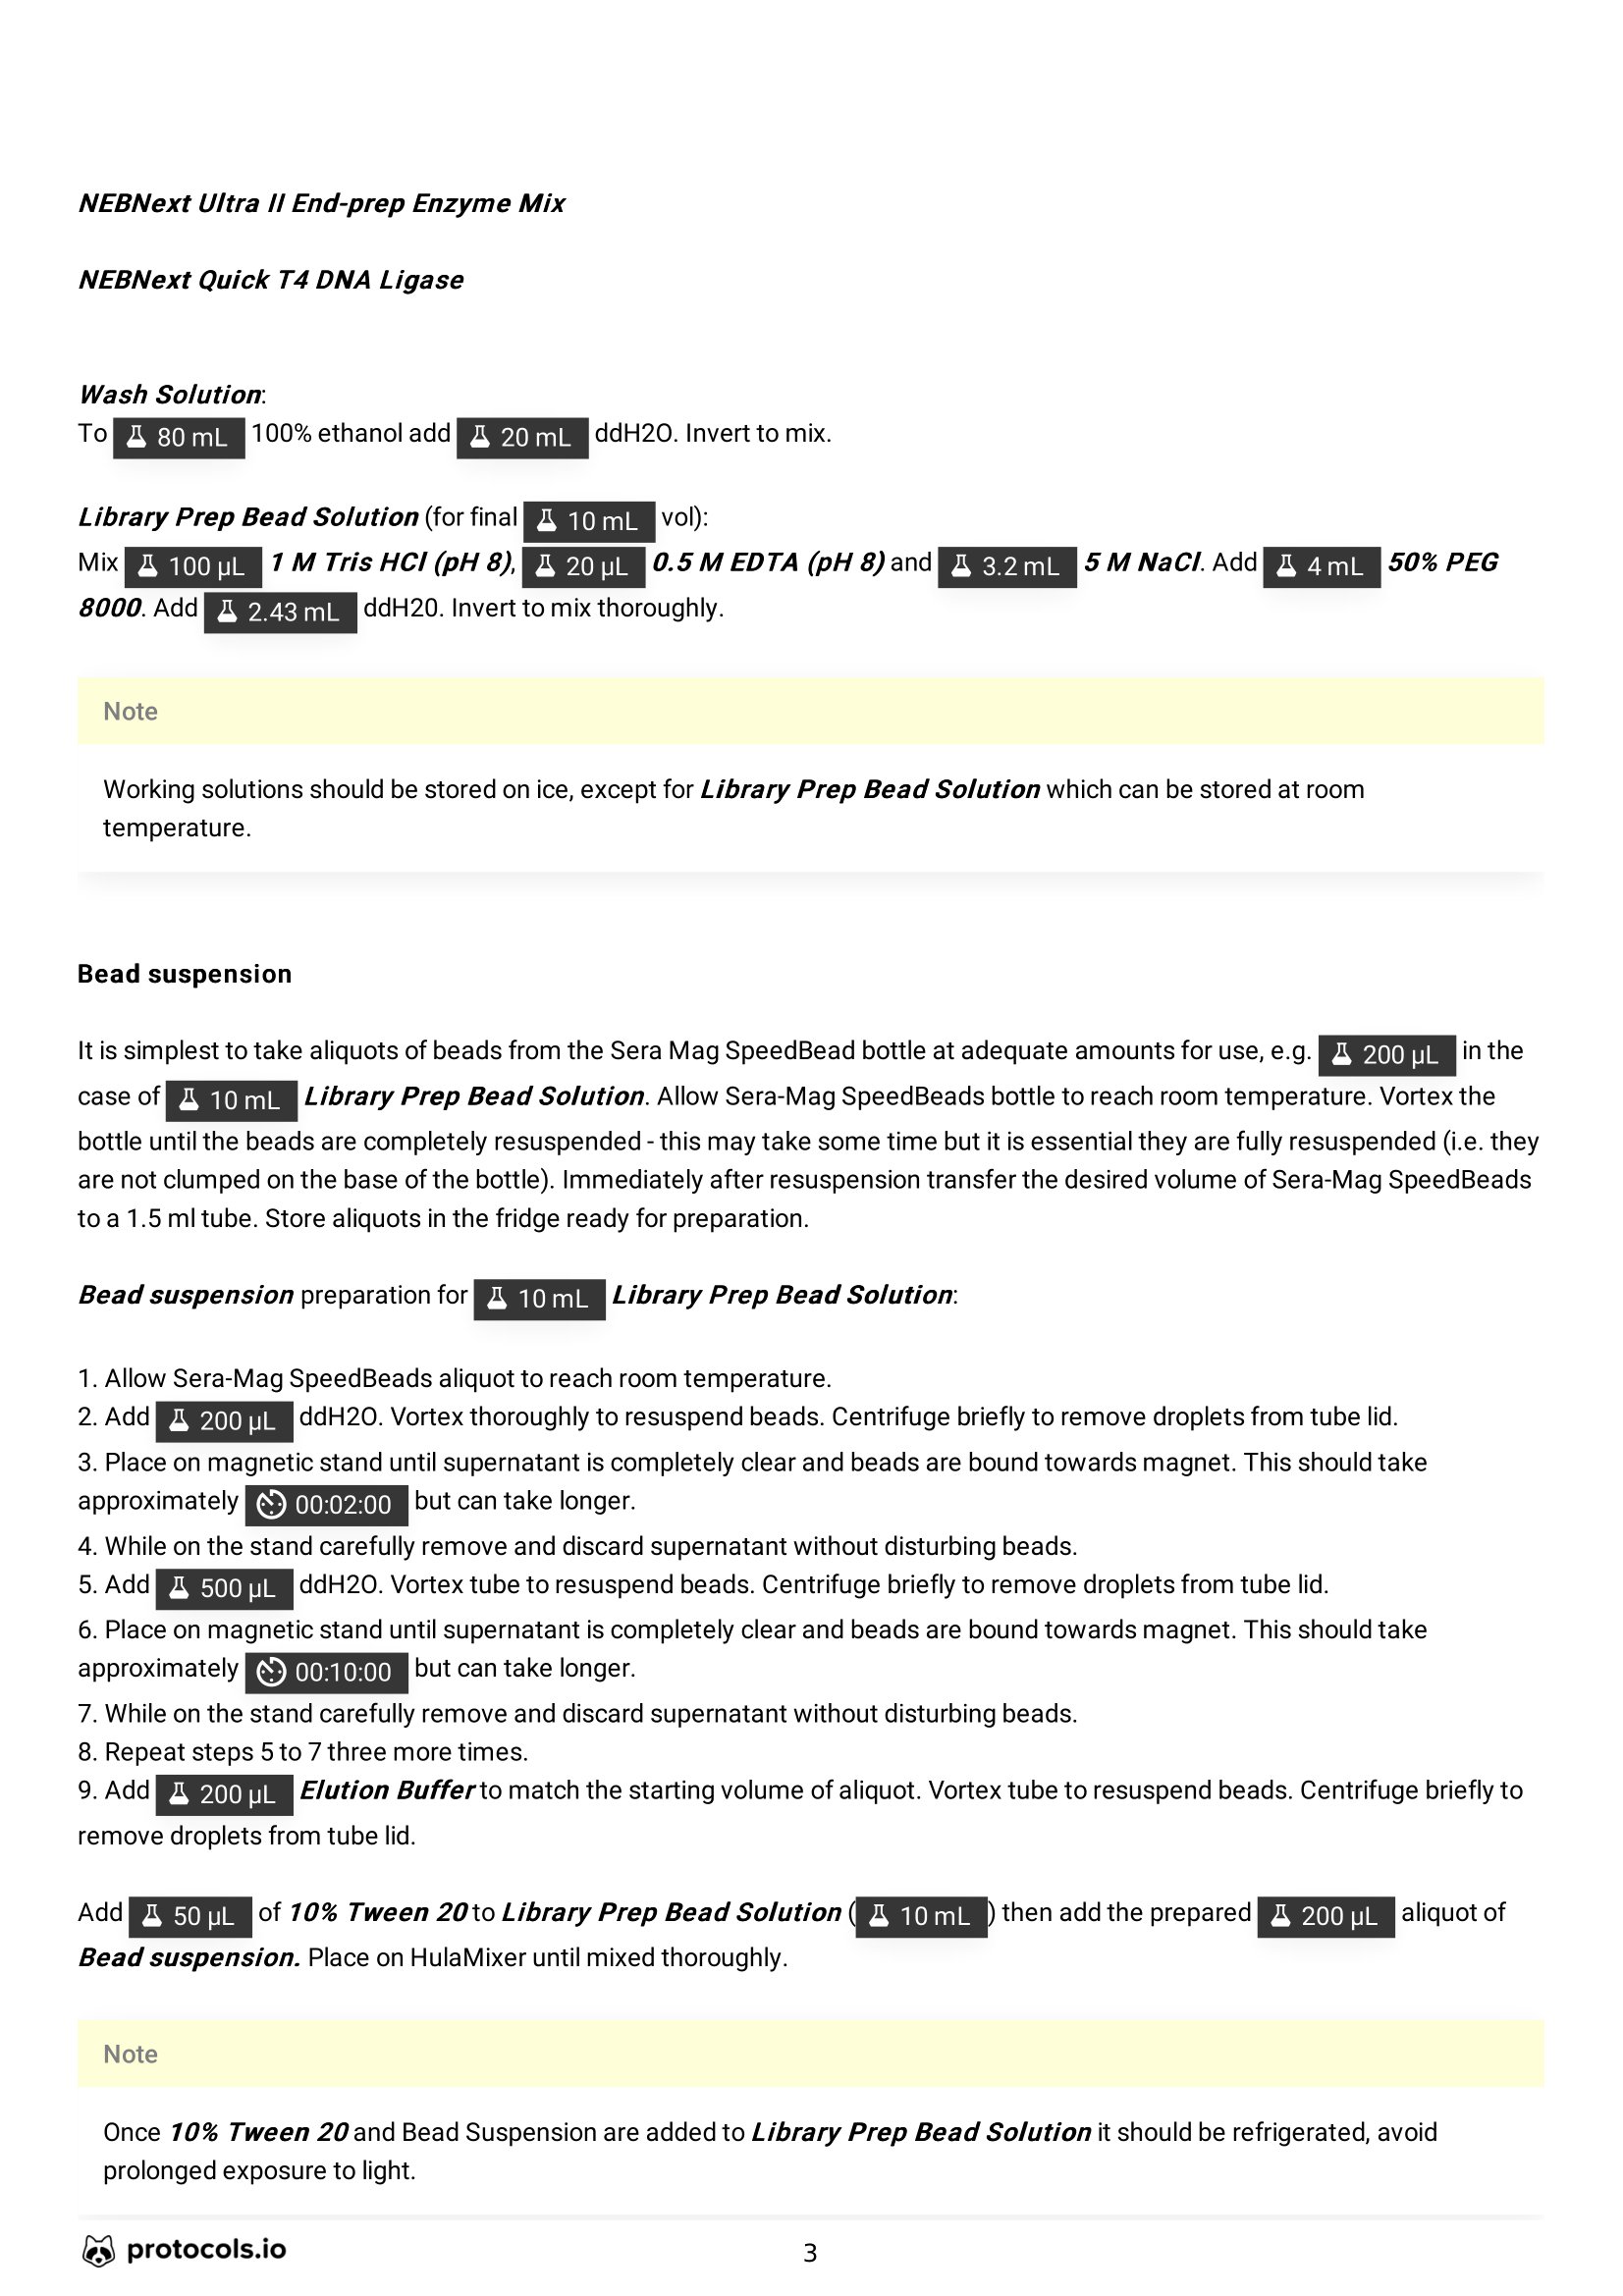 NEBNext Ultra II End-prep Enzyme Mix
NEBNext Quick T4 DNA Ligase
Wash Solution:
To 80 mL 100% ethanol add 20 mL ddH2O. Invert to mix.
Library Prep Bead Solution (for final 10 mL vol):
Mix 100 µL 1 M Tris HCl (pH 8), 20 µL 0.5 M EDTA (pH 8) and 3.2 mL 5 M NaCl. Add 4 mL 50% PEG
8000. Add 2.43 mL ddH20. Invert to mix thoroughly.
Note
Working solutions should be stored on ice, except for Library Prep Bead Solution which can be stored at room
temperature.
Bead suspension
It is simplest to take aliquots of beads from the Sera Mag SpeedBead bottle at adequate amounts for use, e.g. 200 µL in the
case of 10 mL Library Prep Bead Solution. Allow Sera-Mag SpeedBeads bottle to reach room temperature. Vortex the
bottle until the beads are completely resuspended - this may take some time but it is essential they are fully resuspended (i.e. they
are not clumped on the base of the bottle). Immediately after resuspension transfer the desired volume of Sera-Mag SpeedBeads
to a 1.5 ml tube. Store aliquots in the fridge ready for preparation.
Bead suspension preparation for 10 mL Library Prep Bead Solution:
1. Allow Sera-Mag SpeedBeads aliquot to reach room temperature.
2. Add 200 µL ddH2O. Vortex thoroughly to resuspend beads. Centrifuge briefly to remove droplets from tube lid.
3. Place on magnetic stand until supernatant is completely clear and beads are bound towards magnet. This should take
approximately 00:02:00 but can take longer.
4. While on the stand carefully remove and discard supernatant without disturbing beads.
5. Add 500 µL ddH2O. Vortex tube to resuspend beads. Centrifuge briefly to remove droplets from tube lid.
6. Place on magnetic stand until supernatant is completely clear and beads are bound towards magnet. This should take
approximately 00:10:00 but can take longer.
7. While on the stand carefully remove and discard supernatant without disturbing beads.
8. Repeat steps 5 to 7 three more times.
9. Add 200 µL Elution Buffer to match the starting volume of aliquot. Vortex tube to resuspend beads. Centrifuge briefly to
remove droplets from tube lid.
Add 50 µL of 10% Tween 20 to Library Prep Bead Solution (10 mL) then add the prepared 200 µL aliquot of
Bead suspension. Place on HulaMixer until mixed thoroughly.
Note
Once 10% Tween 20 and Bead Suspension are added to Library Prep Bead Solution it should be refrigerated, avoid
prolonged exposure to light.
protocols.io
3